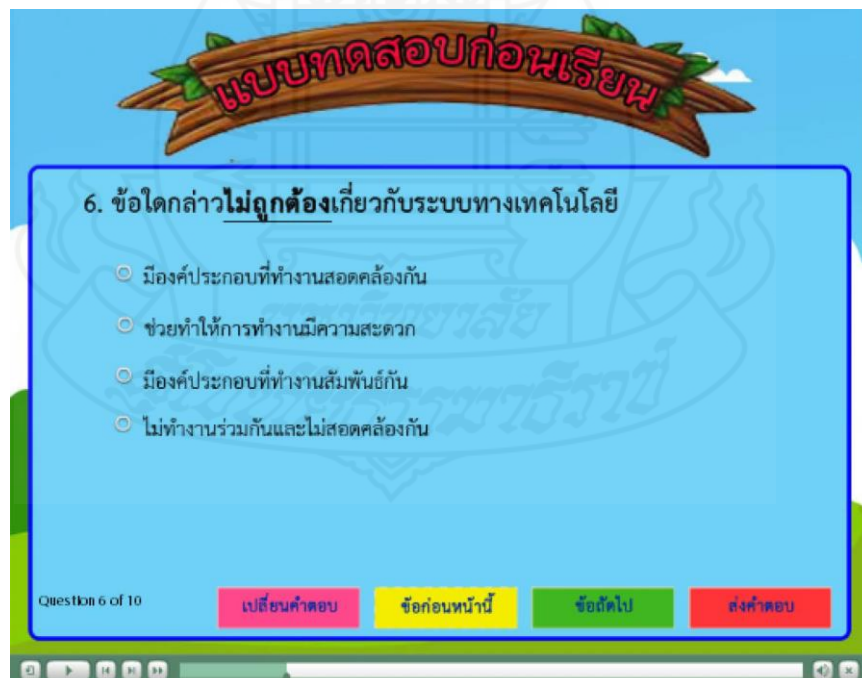 แบบทดสอบก่อนเรียน
6. ข้อใดกล่าวไม่ถูกต้องเกี่ยวกับระบบทางเทคโนโลยี
มีองค์ประกอบที่ทำงานสอดคล้องกัน
ช่วยทำให้การทำงานมีความสะดวก
มีองค์ประกอบที่ทำงานสัมพันธ์กัน
ไม่ทำงานร่วมกันและไม่สอดคล้องกัน
Question 6 of 10
เปลี่ยนคำตอบ
ข้อก่อนหน้านี้
ข้อถัดไป
ส่งคำตอบ